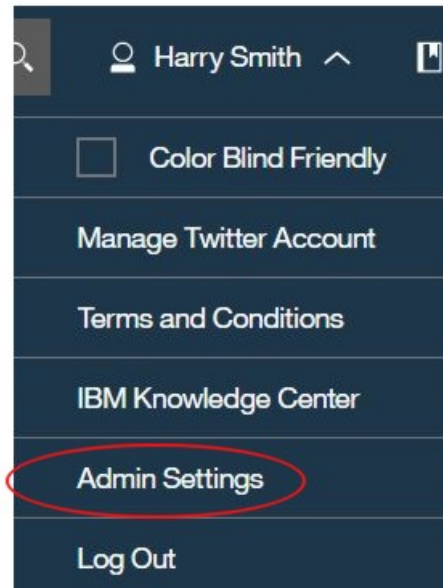 Harry Smith
Color Blind Friendly
Manage Twitter Account
Terms and Conditions
IBM Knowledge Center
Admin Settings
Log Out